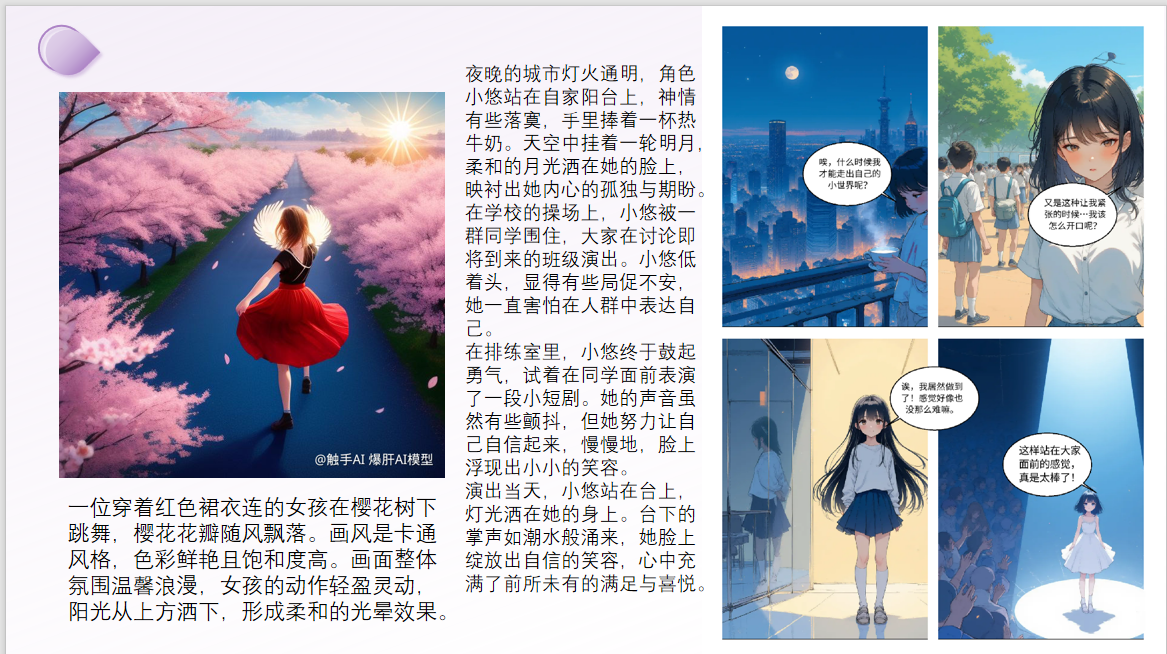 @触手AI 爆肝AI模型
一位穿着红色裙衣连的女孩在樱花树下
跳舞，樱花花瓣随风飘落。画风是卡通
风格，色彩鲜艳且饱和度高。画面整体
氛围温馨浪漫，女孩的动作轻盈灵动，
阳光从上方洒下，形成柔和的光晕效果。
夜晚的城市灯火通明，角色
小悠站在自家阳台上，神情
有些落寞，手里捧着一杯热
牛奶。天空中挂着一轮明月，
柔和的月光洒在她的脸上，
映衬出她内心的孤独与期盼。
在学校的操场上，小悠被一
群同学围住，大家在讨论即
将到来的班级演出。小悠低
着头，显得有些局促不安，
她一直害怕在人群中表达自
己。
在排练室里，小悠终于鼓起
勇气，试着在同学面前表演
了一段小短剧。她的声音虽
然有些颤抖，但她努力让自
己自信起来，慢慢地，脸上
浮现出小小的笑容。
演出当天，小悠站在台上，
灯光洒在她的身上。台下的
掌声如潮水般涌来，她脸上
绽放出自信的笑容，心中充
满了前所未有的满足与喜悦。
唉，什么时候我
才能走出自己的
小世界呢？
又是这种让我紧
张的时候…我该
怎么开口呢？
诶，我居然做到
了！感觉好像也
没那么难嘛。
这样站在大家
面前的感觉，
真是太棒了！